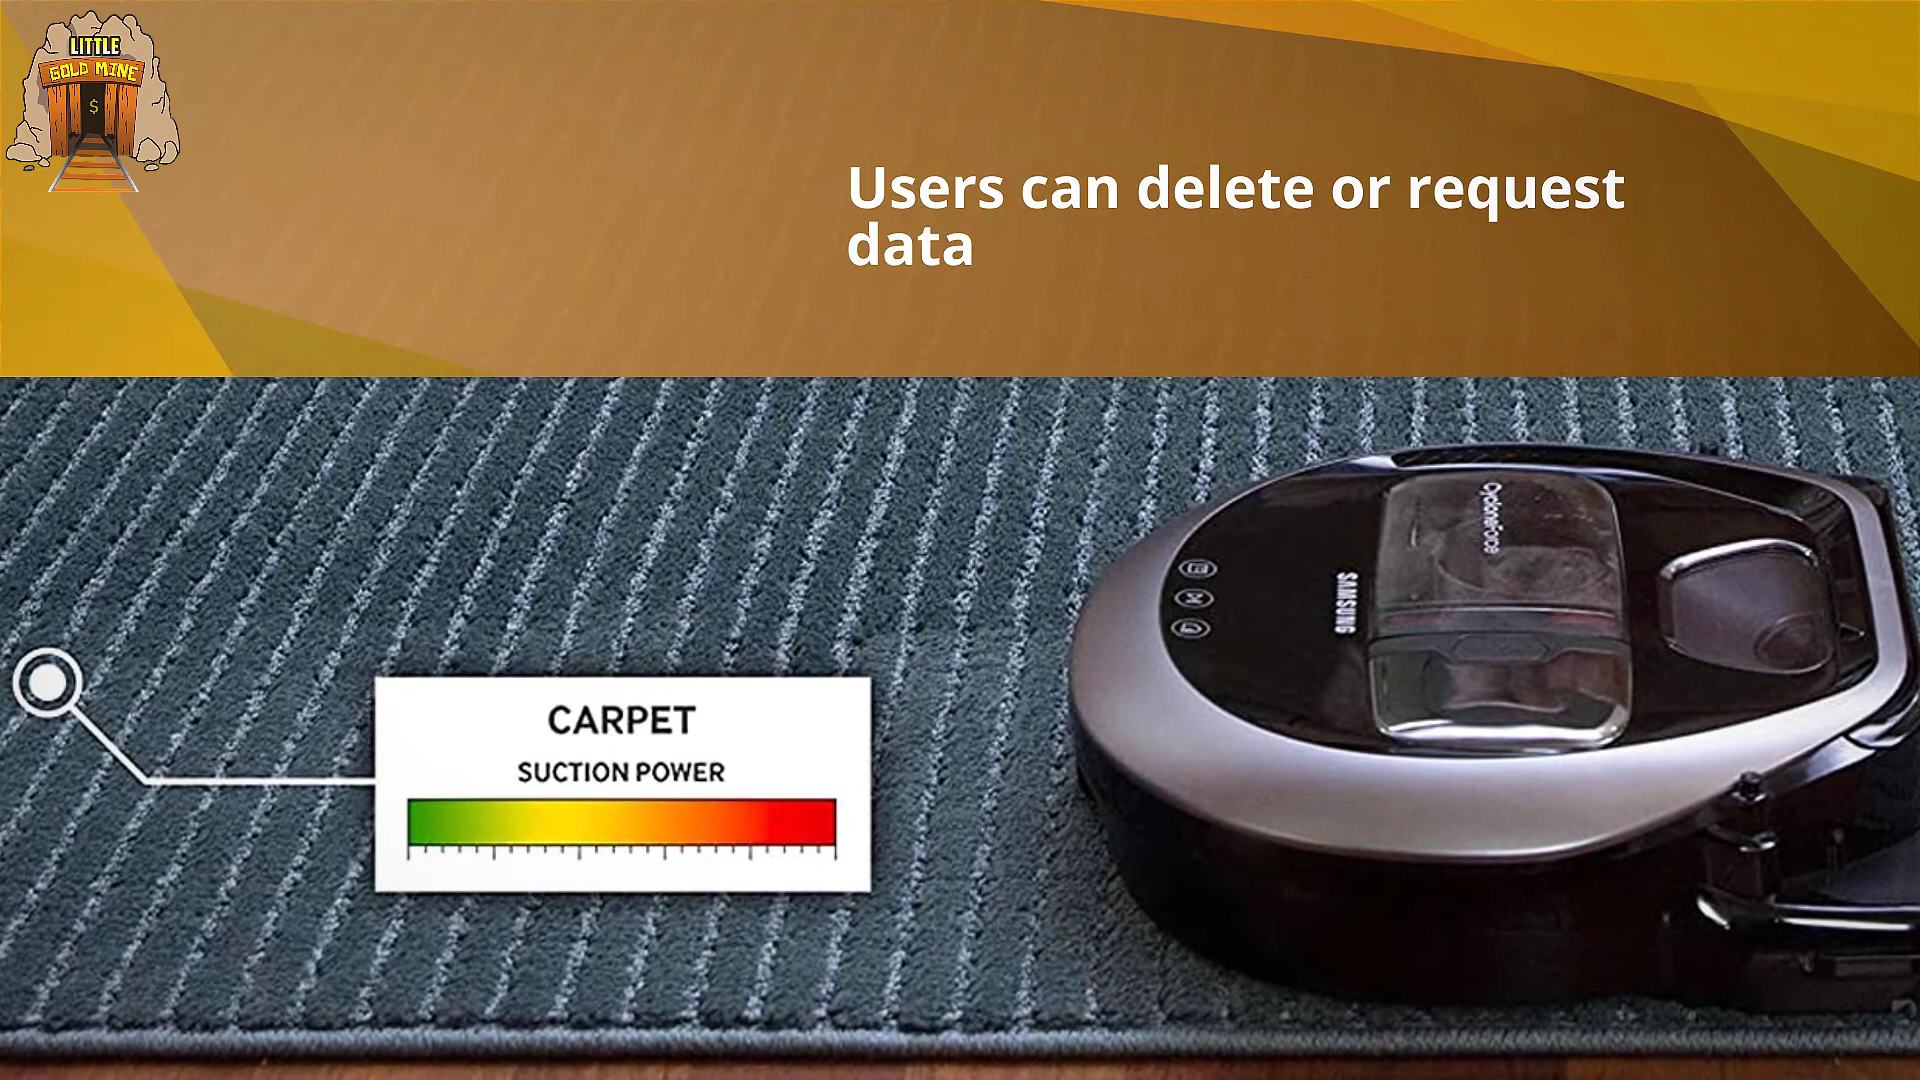 LITTLE
GOLD MINE
$
Users can delete or request
data
CycloneForce
SAMSUNG
CARPET
SUCTION POWER